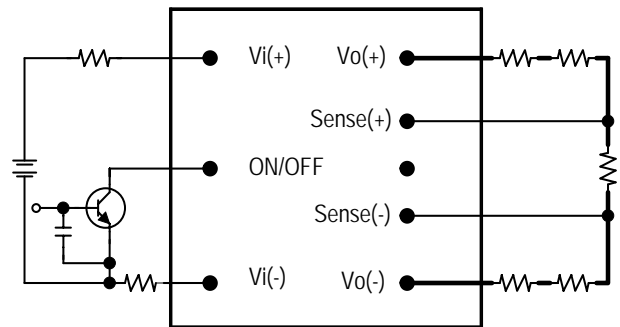 Vi(+) Vo(+)
Sense(+)
ON/OFF
Sense(-)
Vi(-) Vo(-)